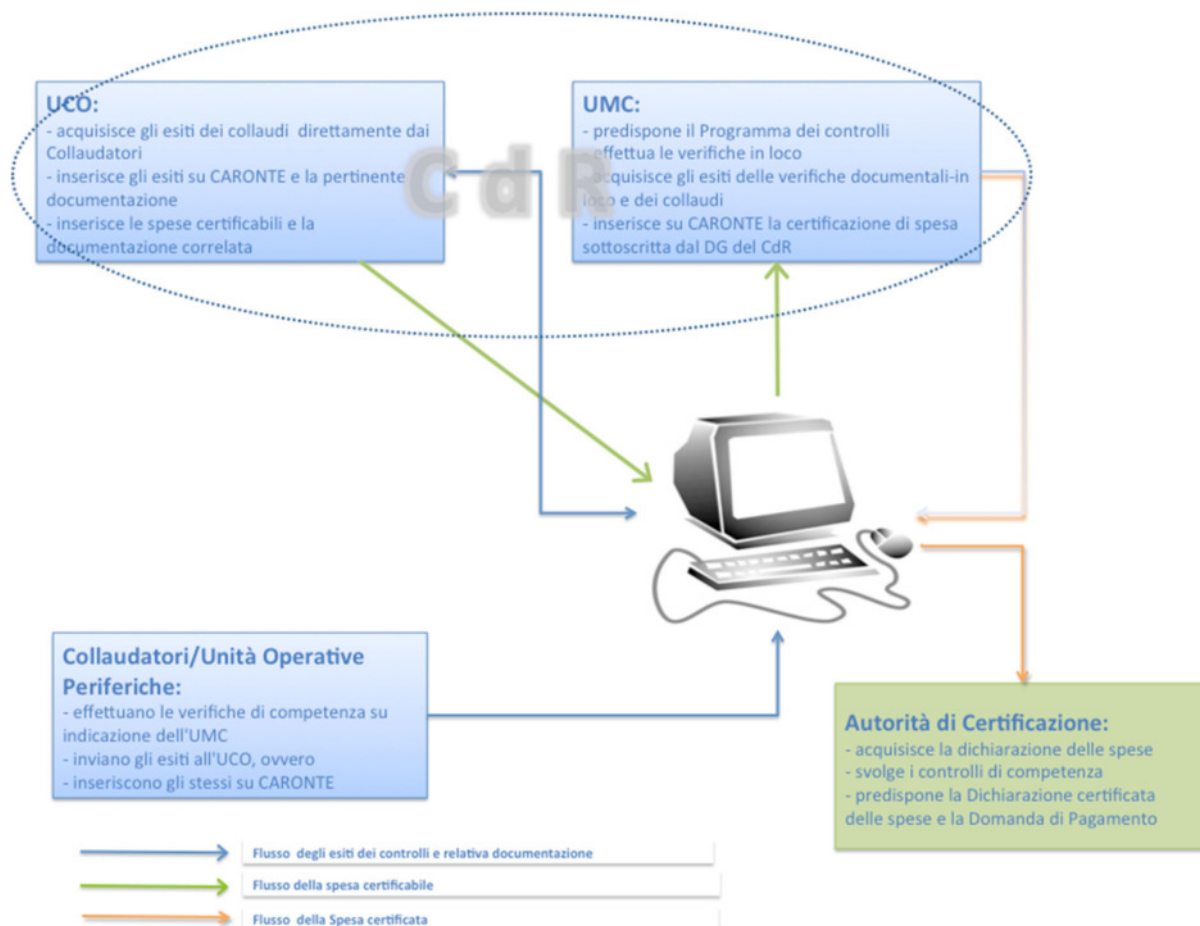 UCO:
- acquisisce gli esiti dei collaudi direttamente dai
Collaudatori
- inserisce gli esiti su CARONTE e la pertinente
documentazione
- inserisce le spese certificabili e la
documentazione correlata
CdR
UMC:
- predispone il Programma dei controlli
- effettua le verifiche in loco
- acquisisce gli esiti delle verifiche documentali-in
loco e dei collaudi
- inserisce su CARONTE la certificazione di spesa
sottoscritta dal DG del CdR
Collaudatori/Unità Operative
Periferiche:
- effettuano le verifiche di competenza su
indicazione dell'UMC
- inviano gli esiti all'UCO, ovvero
- inseriscono gli stessi su CARONTE
Autorità di Certificazione:
- acquisisce la dichiarazione delle spese
- svolge i controlli di competenza
- predispone la Dichiarazione certificata
delle spese e la Domanda di Pagamento
Flusso degli esiti dei controlli e relativa documentazione
Flusso della spesa certificabile
Flusso della Spesa certificata